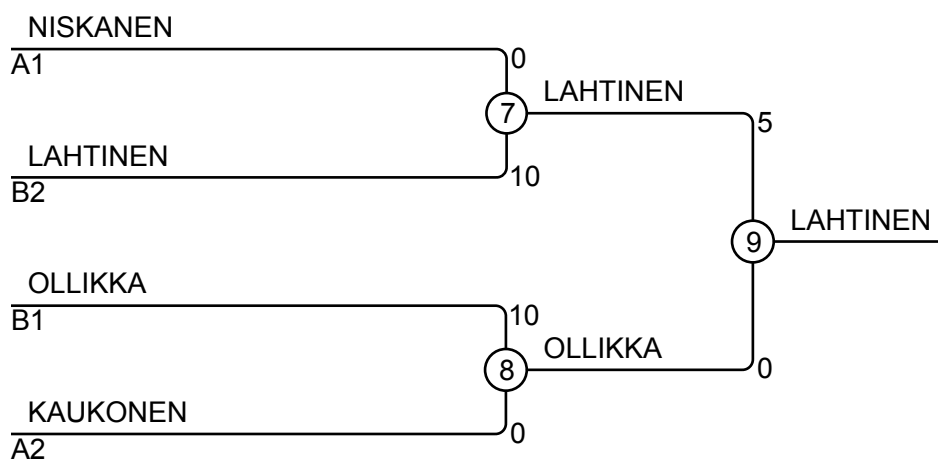 NISKANEN
A1
0
7
LAHTINEN
5
LAHTINEN
B2
10
9
LAHTINEN
OLLIKKA
B1
10
8
OLLIKKA
0
KAUKONEN
A2
0